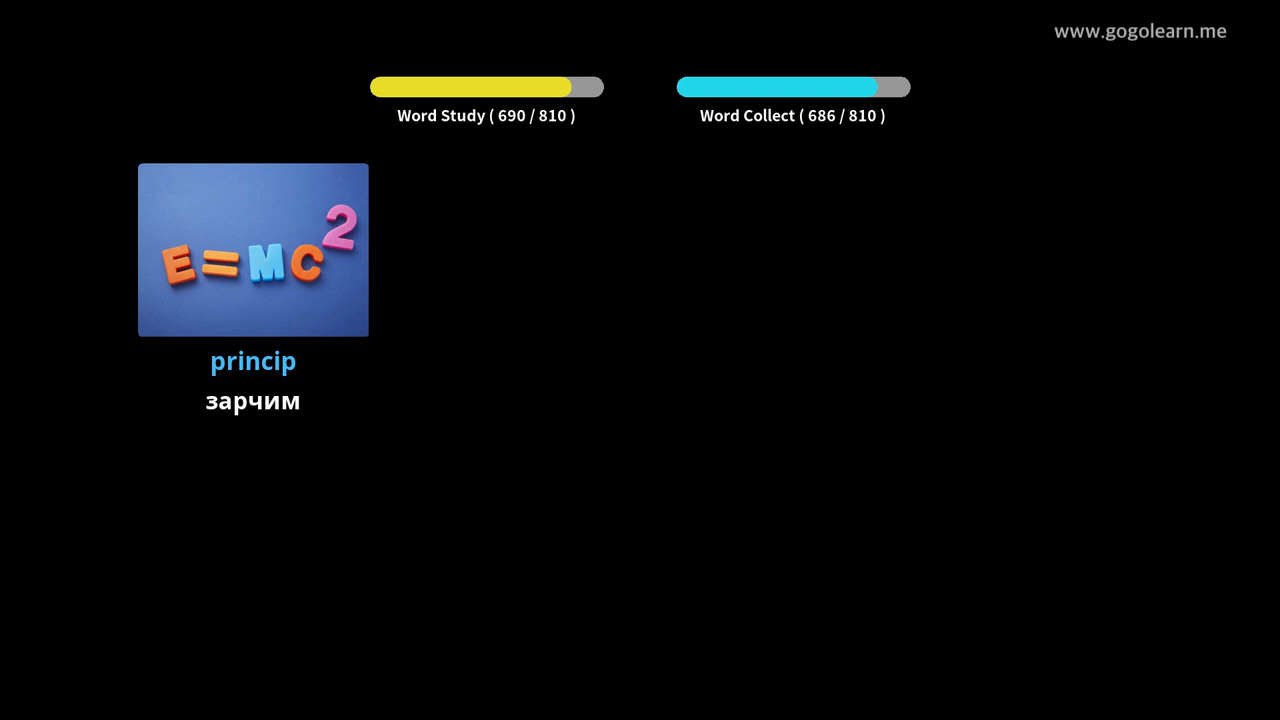 www.gogolearn.me
Word Study ( 690 / 810 )
Word Collect ( 686 / 810 )
E=MC²
princip
зарчим